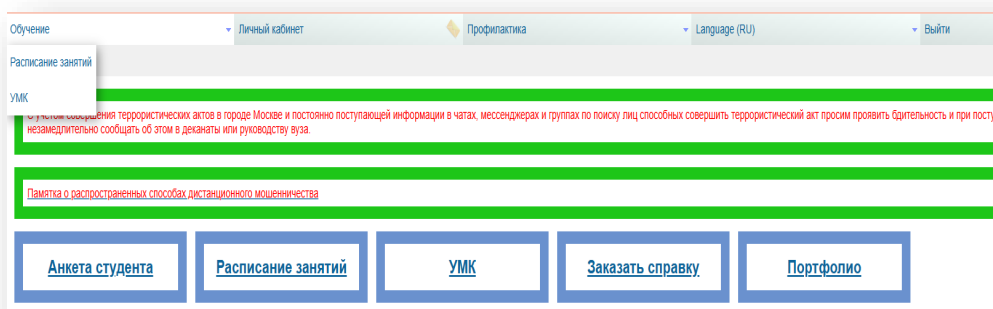 Обучение
Личный кабинет
Профилактика
Language (RU)
Выйти
Расписание занятий
УМК
С учетом совершения террористических актов в городе Москве и постоянно поступающей информации в чатах, мессенджерах и группах по поиску лиц способных совершить террористический акт просим проявить бдительность и при
незамедлительно сообщать об этом в деканаты или руководству вуза.
Памятка о распространенных способах дистанционного мошенничества
Анкета студента
Расписание занятий
УМК
Заказать справку
Портфолио